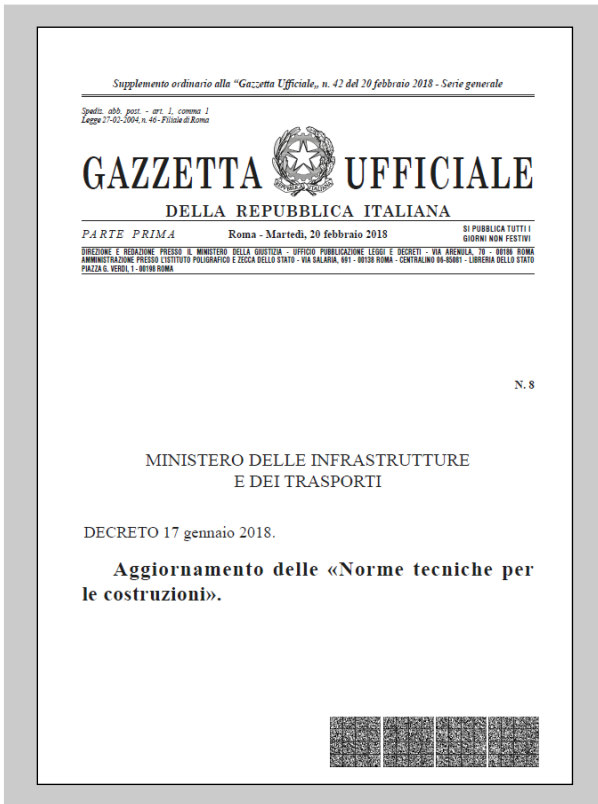 Supplemento ordinario alla “Gazzetta Ufficiale„ n. 42 del 20 febbraio 2018 - Serie generale
Spediz. abb. post. - art. 1, comma 1
Legge 27-02-2004, n. 46 - Filiale di Roma
GAZZETTA UFFICIALE
DELLA REPUBBLICA ITALIANA
PARTE PRIMA
Roma - Martedì, 20 febbraio 2018
SI PUBBLICA TUTTI I
GIORNI NON FESTIVI
DIREZIONE E REDAZIONE PRESSO IL MINISTERO DELLA GIUSTIZIA - UFFICIO PUBBLICAZIONE LEGGI E DECRETI - VIA ARENULA, 70 - 00186 ROMA
AMMINISTRAZIONE PRESSO L'ISTITUTO POLIGRAFICO E ZECCA DELLO STATO - VIA SALARIA, 691 - 00138 ROMA - CENTRALINO 06-85081 - LIBRERIA DELLO STATO
PIAZZA G. VERDI, 1 - 00198 ROMA
N. 8
MINISTERO DELLE INFRASTRUTTURE
E DEI TRASPORTI
DECRETO 17 gennaio 2018.
Aggiornamento delle «Norme tecniche per
le costruzioni».